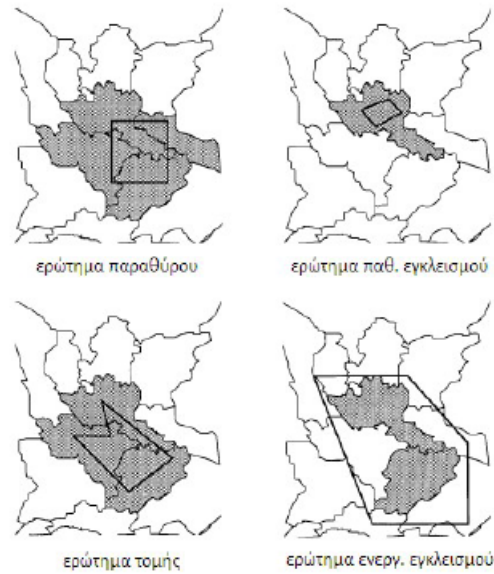 ερώτημα παραθύρου
ερώτημα παθ. εγκλεισμού
ερώτημα τομής
ερώτημα ενεργ. εγκλεισμού